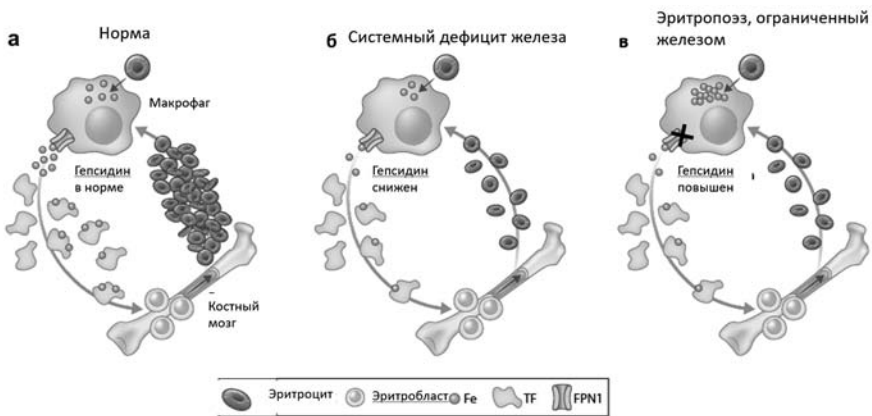 а
Норма
б Системный дефицит железа
в
Эритропоэз, ограниченный
железом
Макрофаг
Гепсидин
в норме
Костный
мозг
Гепсидин
снижен
Гепсидин
повышен
Эритроцит
Эритробласт
Fe
TF
FPN1